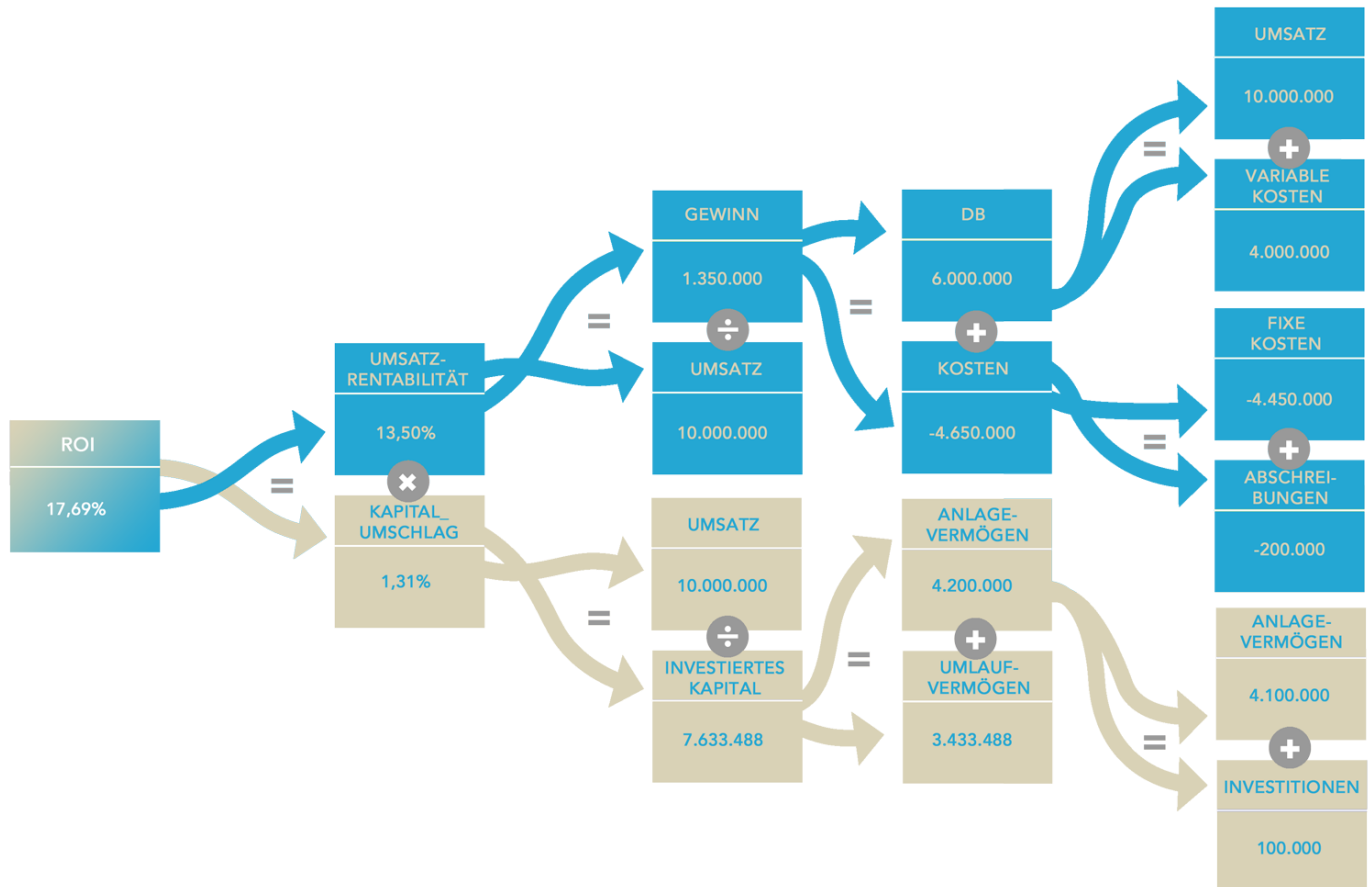 ROI
17,69%
=
UMSATZ-
RENTABILITÄT
13,50%
×
KAPITAL_
UMSCHLAG
1,31%
=
GEWINN
1.350.000
÷
UMSATZ
10.000.000
=
UMSATZ
10.000.000
÷
INVESTIERTES
KAPITAL
7.633.488
=
DB
6.000.000
+
KOSTEN
-4.650.000
=
ANLAGE-
VERMÖGEN
4.200.000
+
UMLAUF-
VERMÖGEN
3.433.488
=
UMSATZ
10.000.000
+
VARIABLE
KOSTEN
4.000.000
=
FIXE
KOSTEN
-4.450.000
+
ABSCHREI-
BUNGEN
-200.000
=
ANLAGE-
VERMÖGEN
4.100.000
+
INVESTITIONEN
100.000